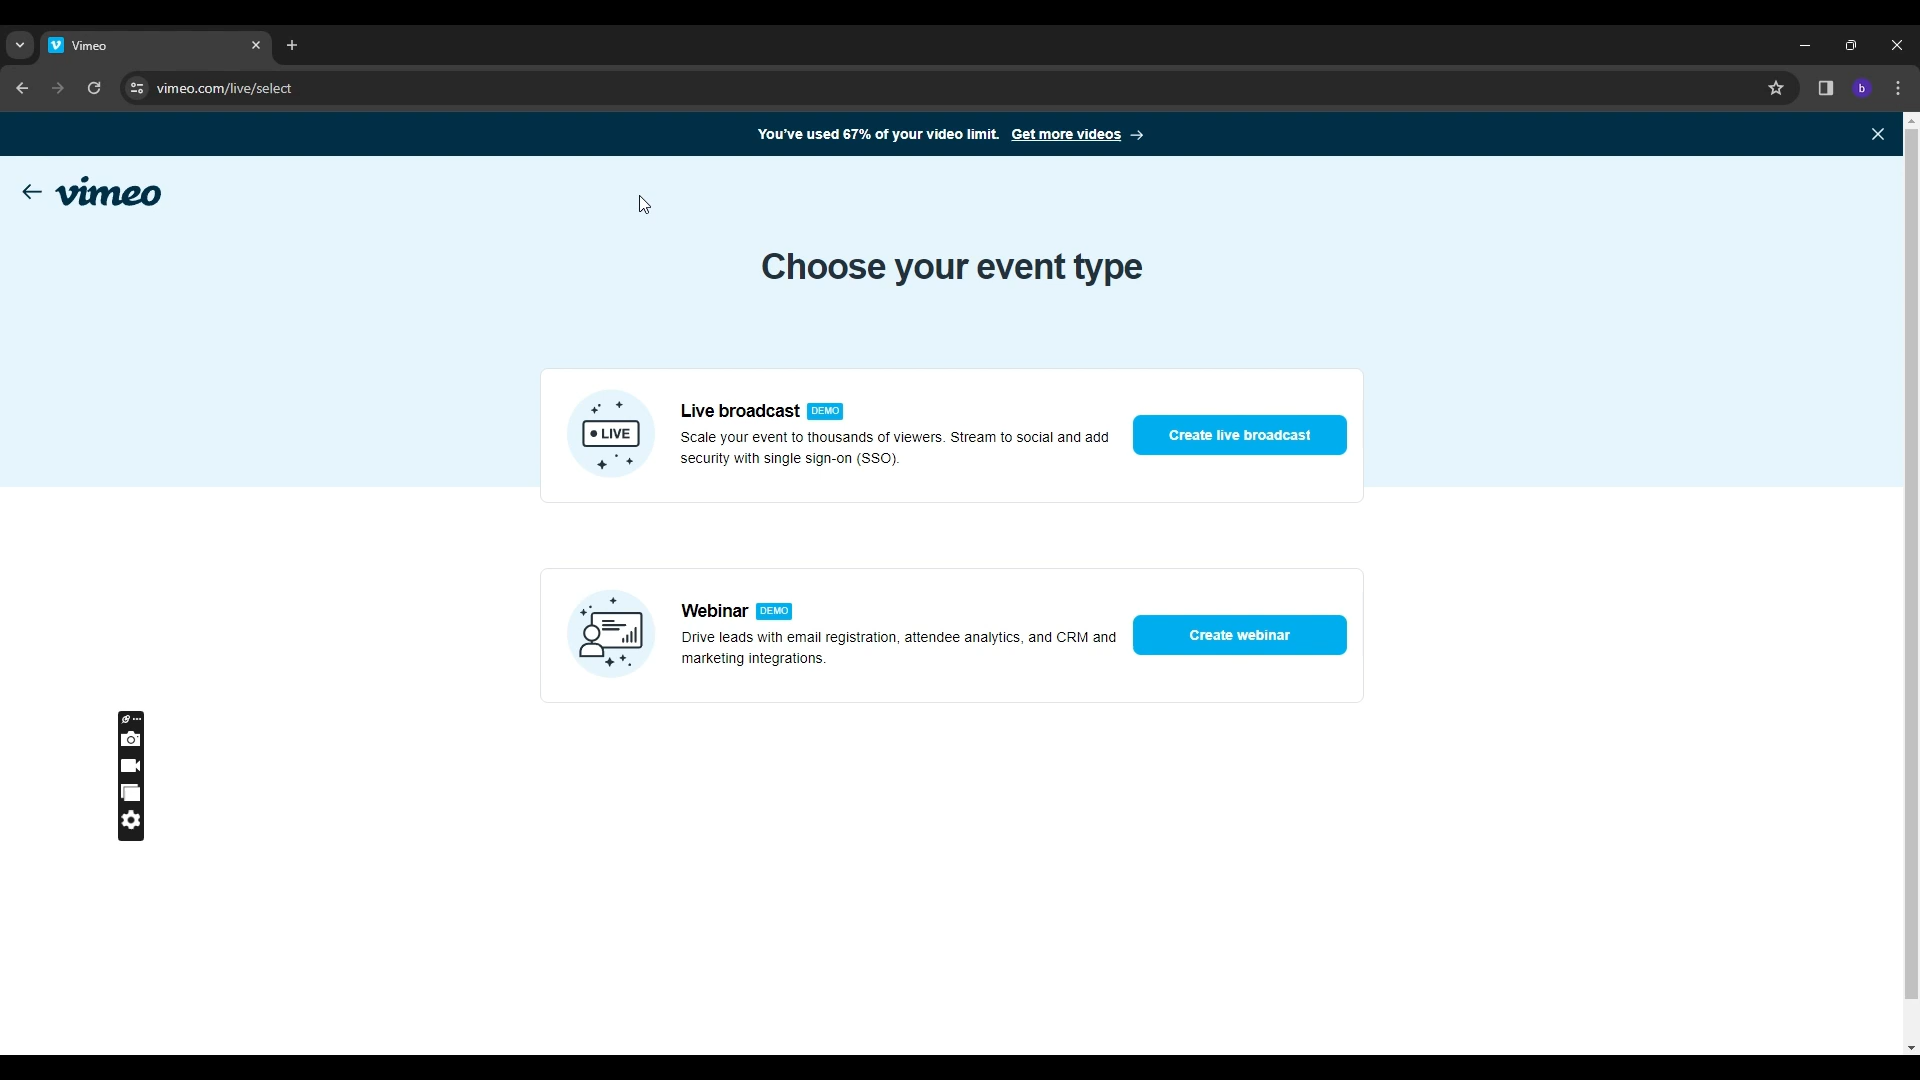 Vimeo
vimeo.com/live/select
b
You've used 67% of your video limit. Get more videos →
vimeo
Choose your event type
LIVE
Live broadcast DEMO
Scale your event to thousands of viewers. Stream to social and add
security with single sign-on (SSO).
Create live broadcast
Webinar DEMO
Drive leads with email registration, attendee analytics, and CRM and
marketing integrations.
Create webinar